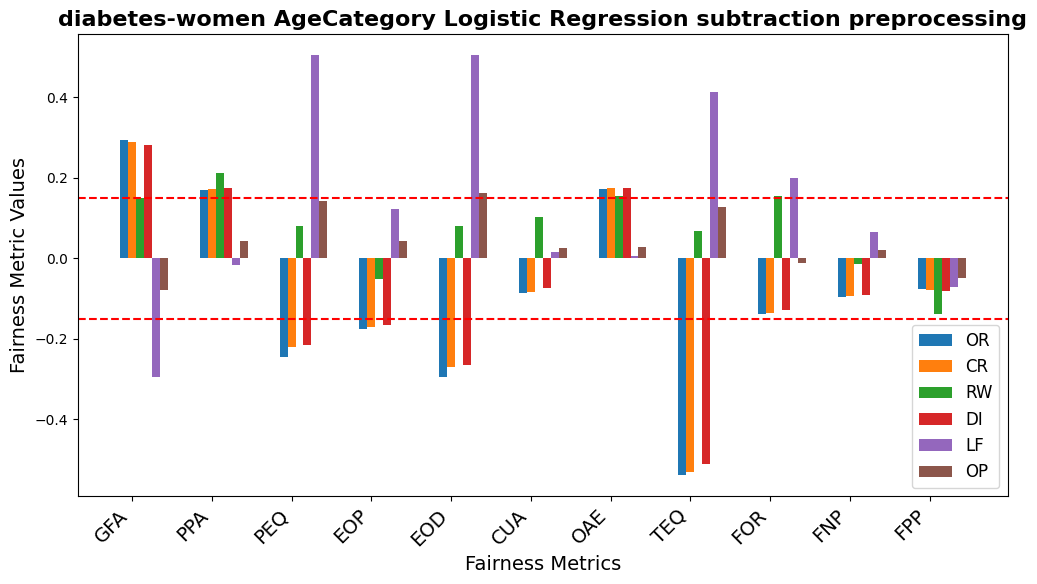 diabetes-women AgeCategory Logistic Regression subtraction preprocessing
Fairness Metric Values
0.4
0.2
0.0
−0.2
−0.4
OR
CR
RW
DI
LF
OP
GFA
PPA
PEQ
EOP
EOD
CUA
OAE
TEQ
FOR
FNP
FPP
Fairness Metrics